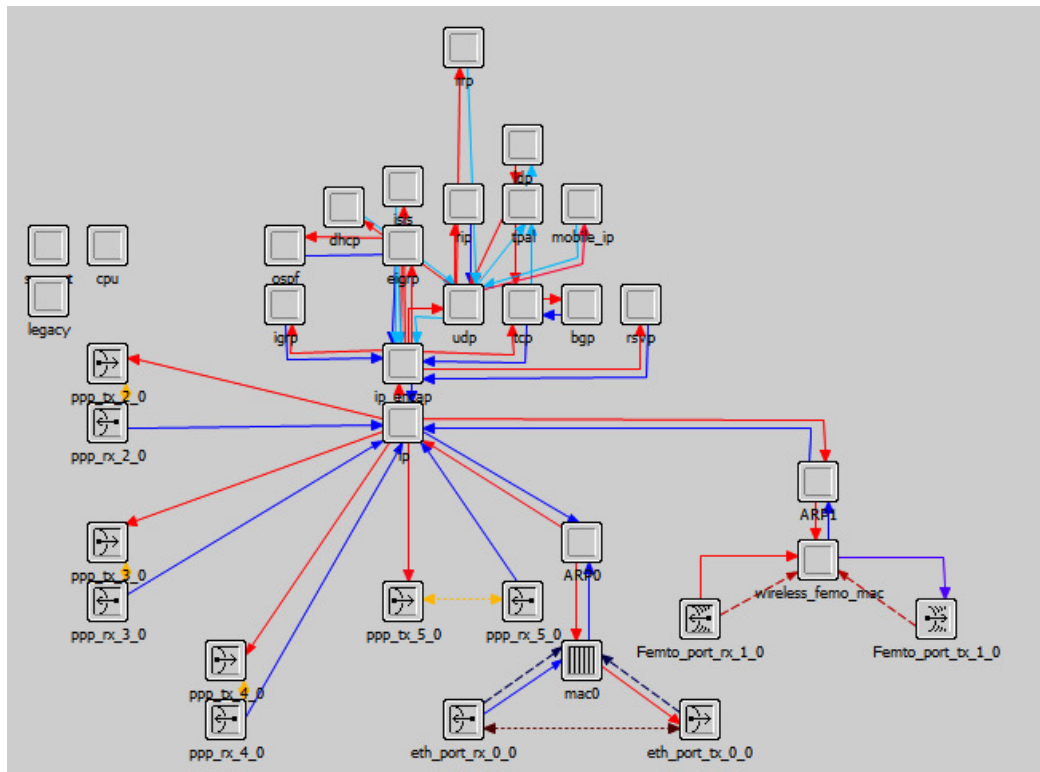 isis
dhcp
rip
tpal
mobile_ip
cpu
ospf
eigrp
legacy
igrp
udp
tcp
bgp
rsvp
ppp_tx_2_0
ip_encap
ppp_rx_2_0
ip
ARP1
ppp_tx_3_0
ARP0
wireless_femo_mac
ppp_rx_3_0
ppp_tx_5_0
ppp_rx_5_0
Femto_port_rx_1_0
Femto_port_tx_1_0
ppp_tx_4_0
mac0
ppp_rx_4_0
eth_port_rx_0_0
eth_port_tx_0_0